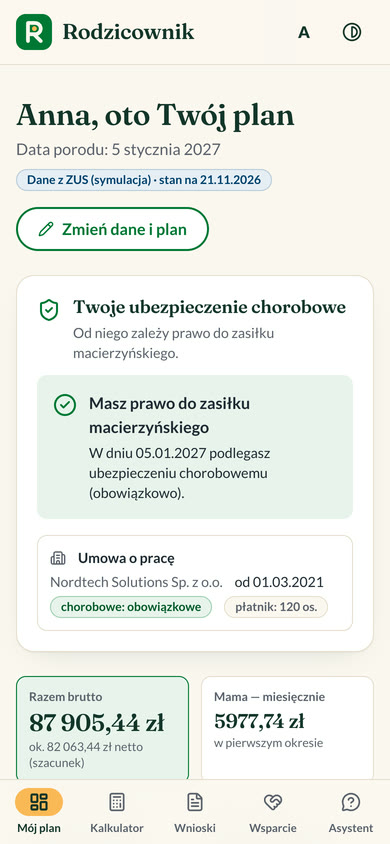 R
Rodzicownik
A
Anna, oto Twój plan
Data porodu: 5 stycznia 2027
Dane z ZUS (symulacja) · stan na 21.11.2026
Zmień dane i plan
Twoje ubezpieczenie chorobowe
Od niego zależy prawo do zasiłku
macierzyńskiego.
Masz prawo do zasiłku
macierzyńskiego
W dniu 05.01.2027 podlegasz
ubezpieczeniu chorobowemu
(obowiązkowo).
Umowa o pracę
Nordtech Solutions Sp. z o.o. od 01.03.2021
chorobowe: obowiązkowe płatnik: 120 os.
Razem brutto
87 905,44 zł
ok. 82 063,44 zł netto
(szacunek)
Mama — miesięcznie
5977,74 zł
w pierwszym okresie
Mój plan Kalkulator Wnioski Wsparcie Asystent